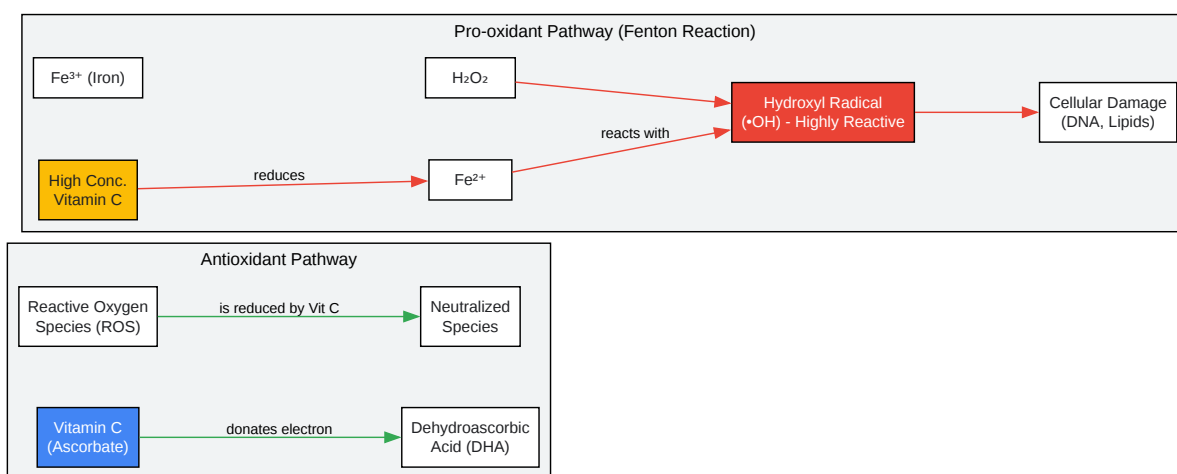 Pro-oxidant Pathway (Fenton Reaction)
Fe³⁺ (Iron)
H₂O₂
Hydroxyl Radical
(•OH) - Highly Reactive
Cellular Damage
(DNA, Lipids)
reacts with
High Conc.
Vitamin C
reduces
Fe²⁺
Antioxidant Pathway
Reactive Oxygen
Species (ROS)
is reduced by Vit C
Neutralized
Species
Vitamin C
(Ascorbate)
donates electron
Dehydroascorbic
Acid (DHA)